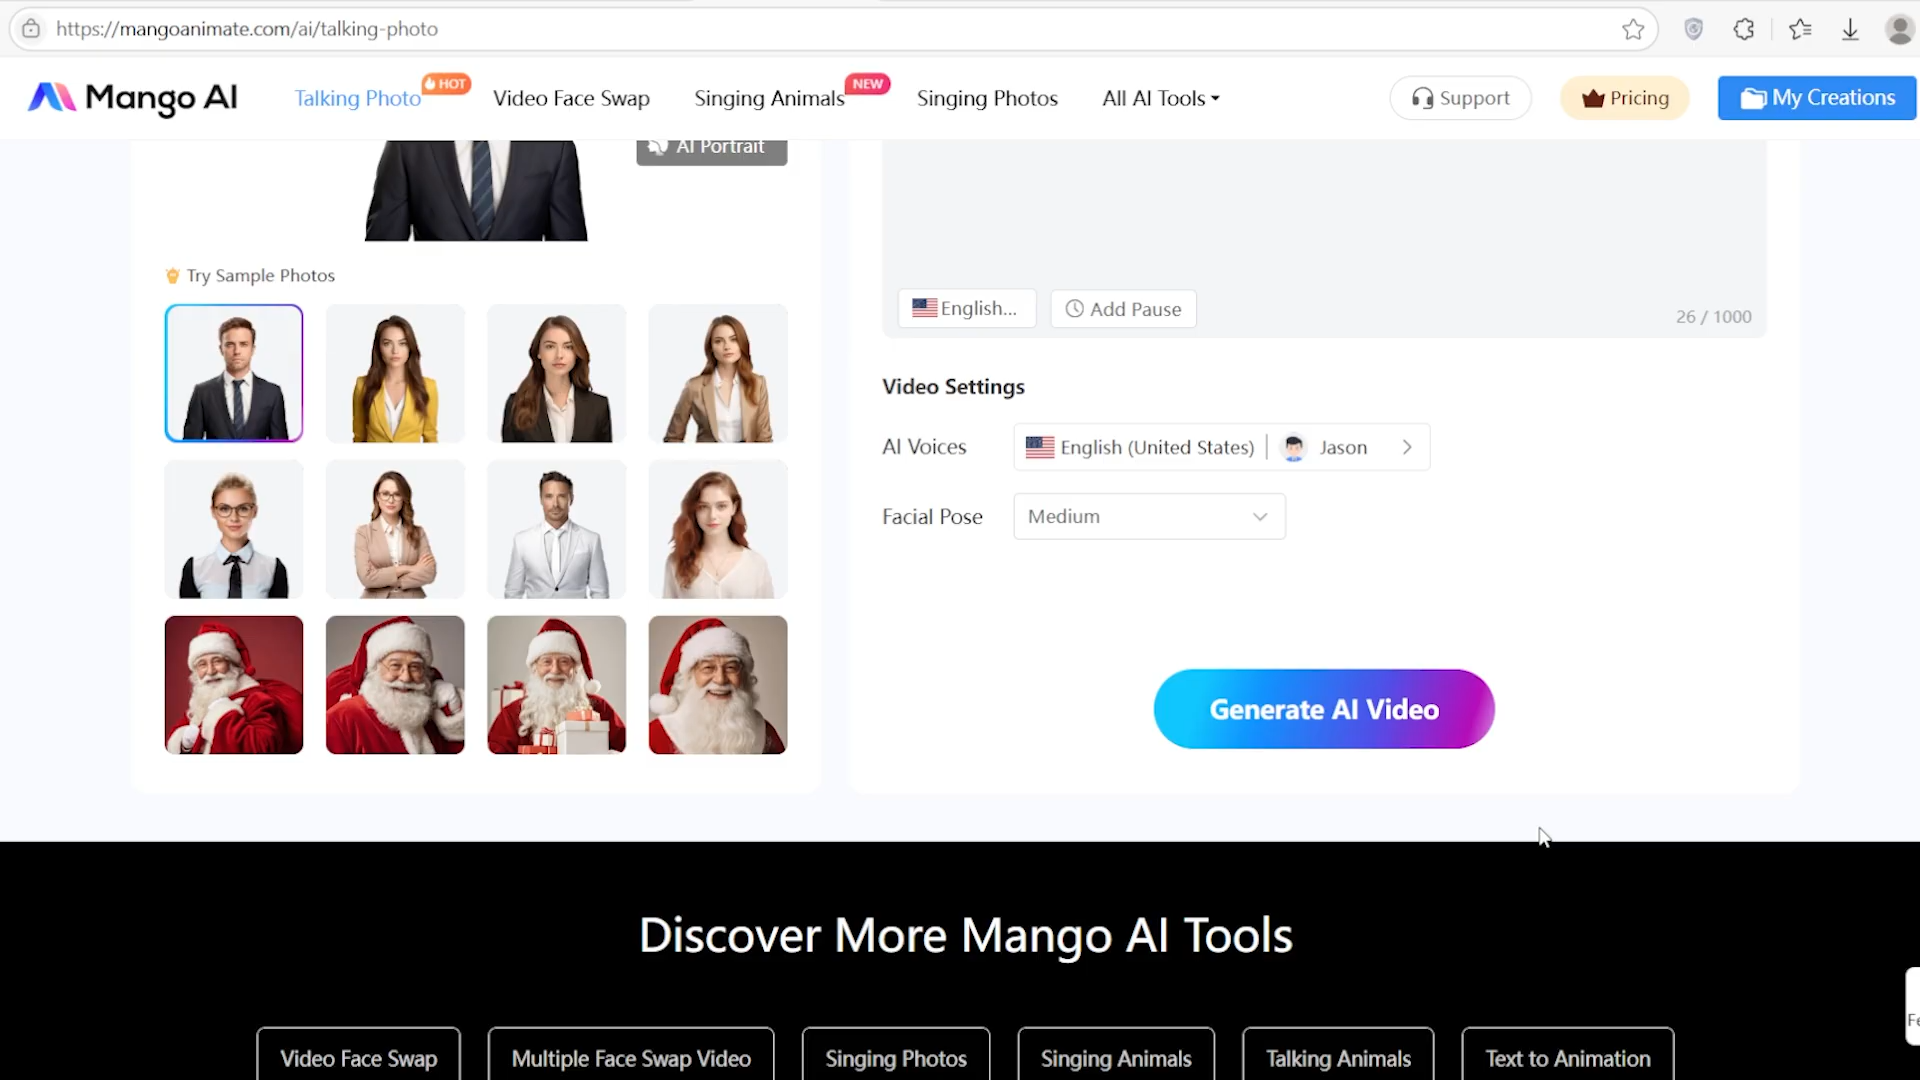 https://mangoanimate.com/ai/talking-photo
Mango AI
Talking Photo
HOT
Video Face Swap
Singing Animals
NEW
Singing Photos
All AI Tools
Support
Pricing
My Creations
AI Portrait
Try Sample Photos
English...
Add Pause
26 / 1000
Video Settings
AI Voices
English (United States)
Jason
Facial Pose
Medium
Generate AI Video
Discover More Mango AI Tools
Video Face Swap
Multiple Face Swap Video
Singing Photos
Singing Animals
Talking Animals
Text to Animation